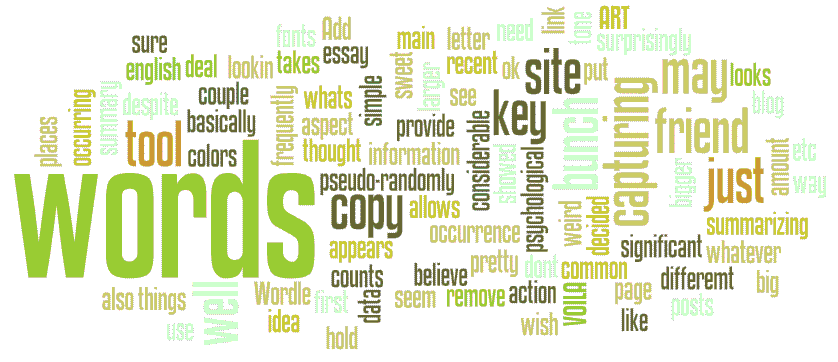 words
sure
english
deal
lookin
fonts
Add
essay
takes
main
letter
need
link
tone
ART
surprisingly
recent
ok
site
put
may
looks
blog
places
occurring
summary
despite
couple
basically
colors
tool
frequently
whats
aspect
thought
simple
sweet
larger
see
provide
information
key
considerable
showed
psychological
bunch
capturing
friend
bigger
just
amount
etc
way
pseudo-randomly
copy
allows
appears
occurrence
weird
decided
summarizing
significant
whatever
counts
believe
pretty
dont
common
differemt
big
also
things
use
well
Wordle
idea
first
hold
data
seem
remove
action
wish
VOILA
page
like
posts